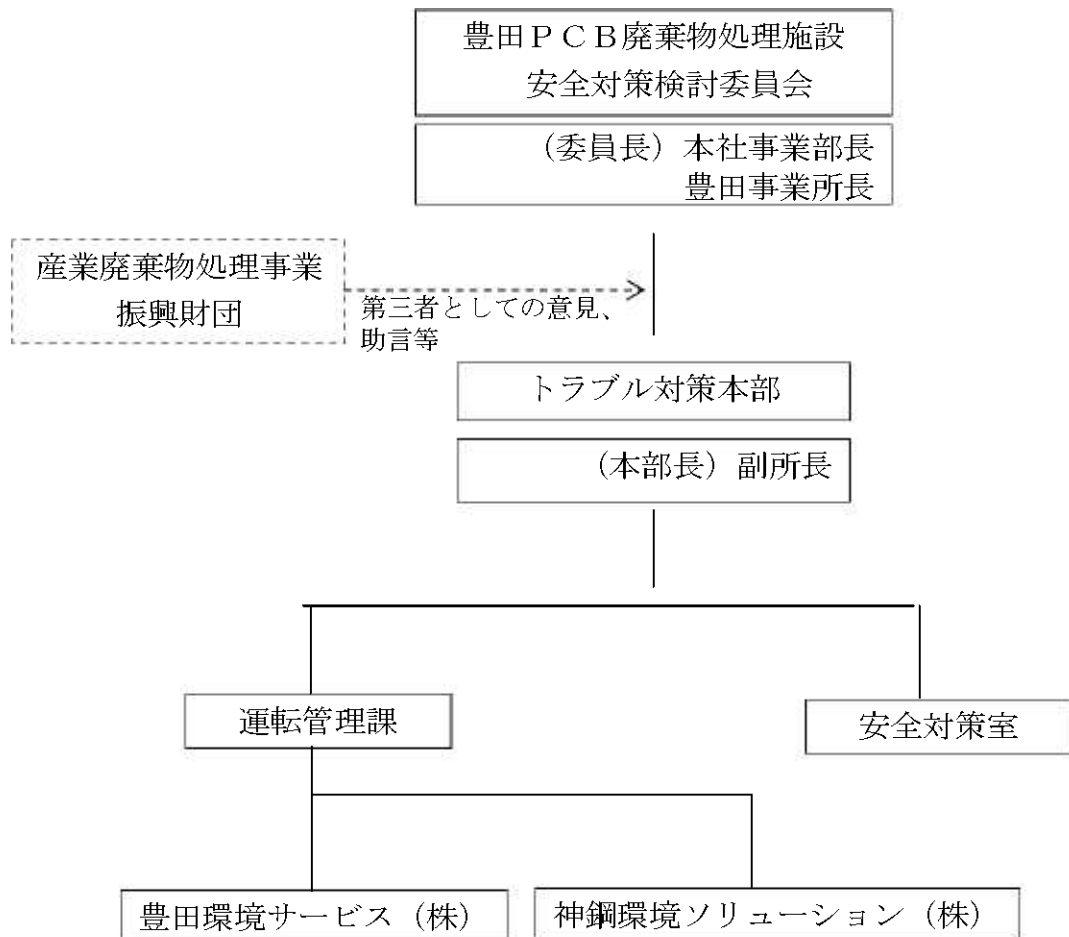 豊田ＰＣＢ廃棄物処理施設
安全対策検討委員会
（委員長）本社事業部長
豊田事業所長
産業廃棄物処理事業
振興財団
第三者としての意見、
助言等
トラブル対策本部
（本部長）副所長
運転管理課
安全対策室
豊田環境サービス（株）
神鋼環境ソリューション（株）